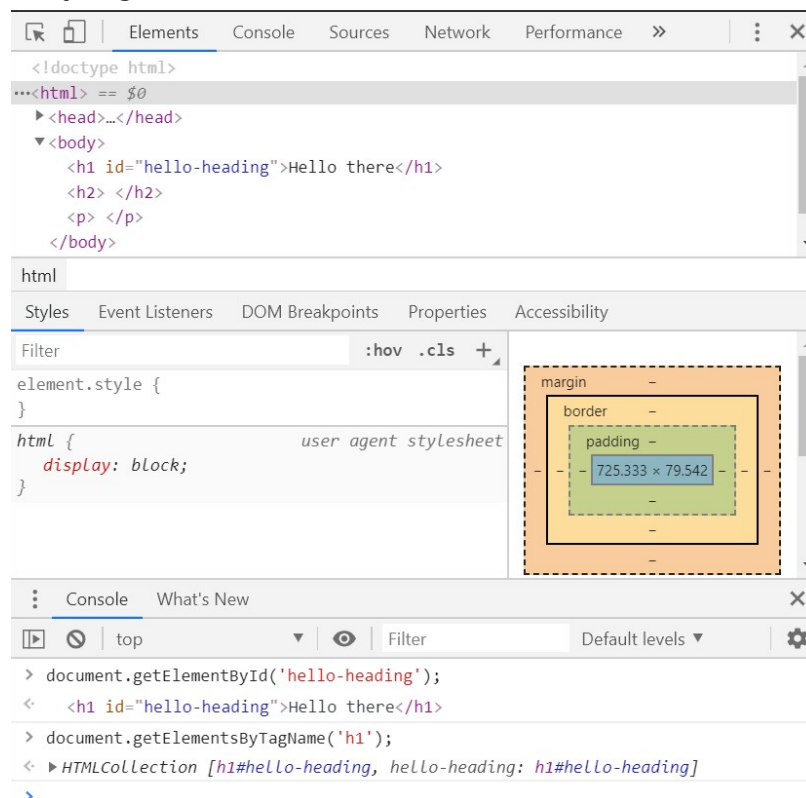 Elements Console Sources Network Performance »
<!doctype html>
…<html> == $0
<head>…</head>
<body>
<h1 id="hello-heading">Hello there</h1>
<h2> </h2>
<p> </p>
</body>
html
Styles Event Listeners DOM Breakpoints Properties Accessibility
Filter :hov .cls +
element.style {
}
html { user agent stylesheet
display: block;
}
margin –
border –
padding –
– – – 725.333 × 79.542 – – –
–
–
–
Console What's New
top Filter Default levels ▼
> document.getElementById('hello-heading');
<h1 id="hello-heading">Hello there</h1>
> document.getElementsByTagName('h1');
HTMLCollection [h1#hello-heading, hello-heading: h1#hello-heading]
>